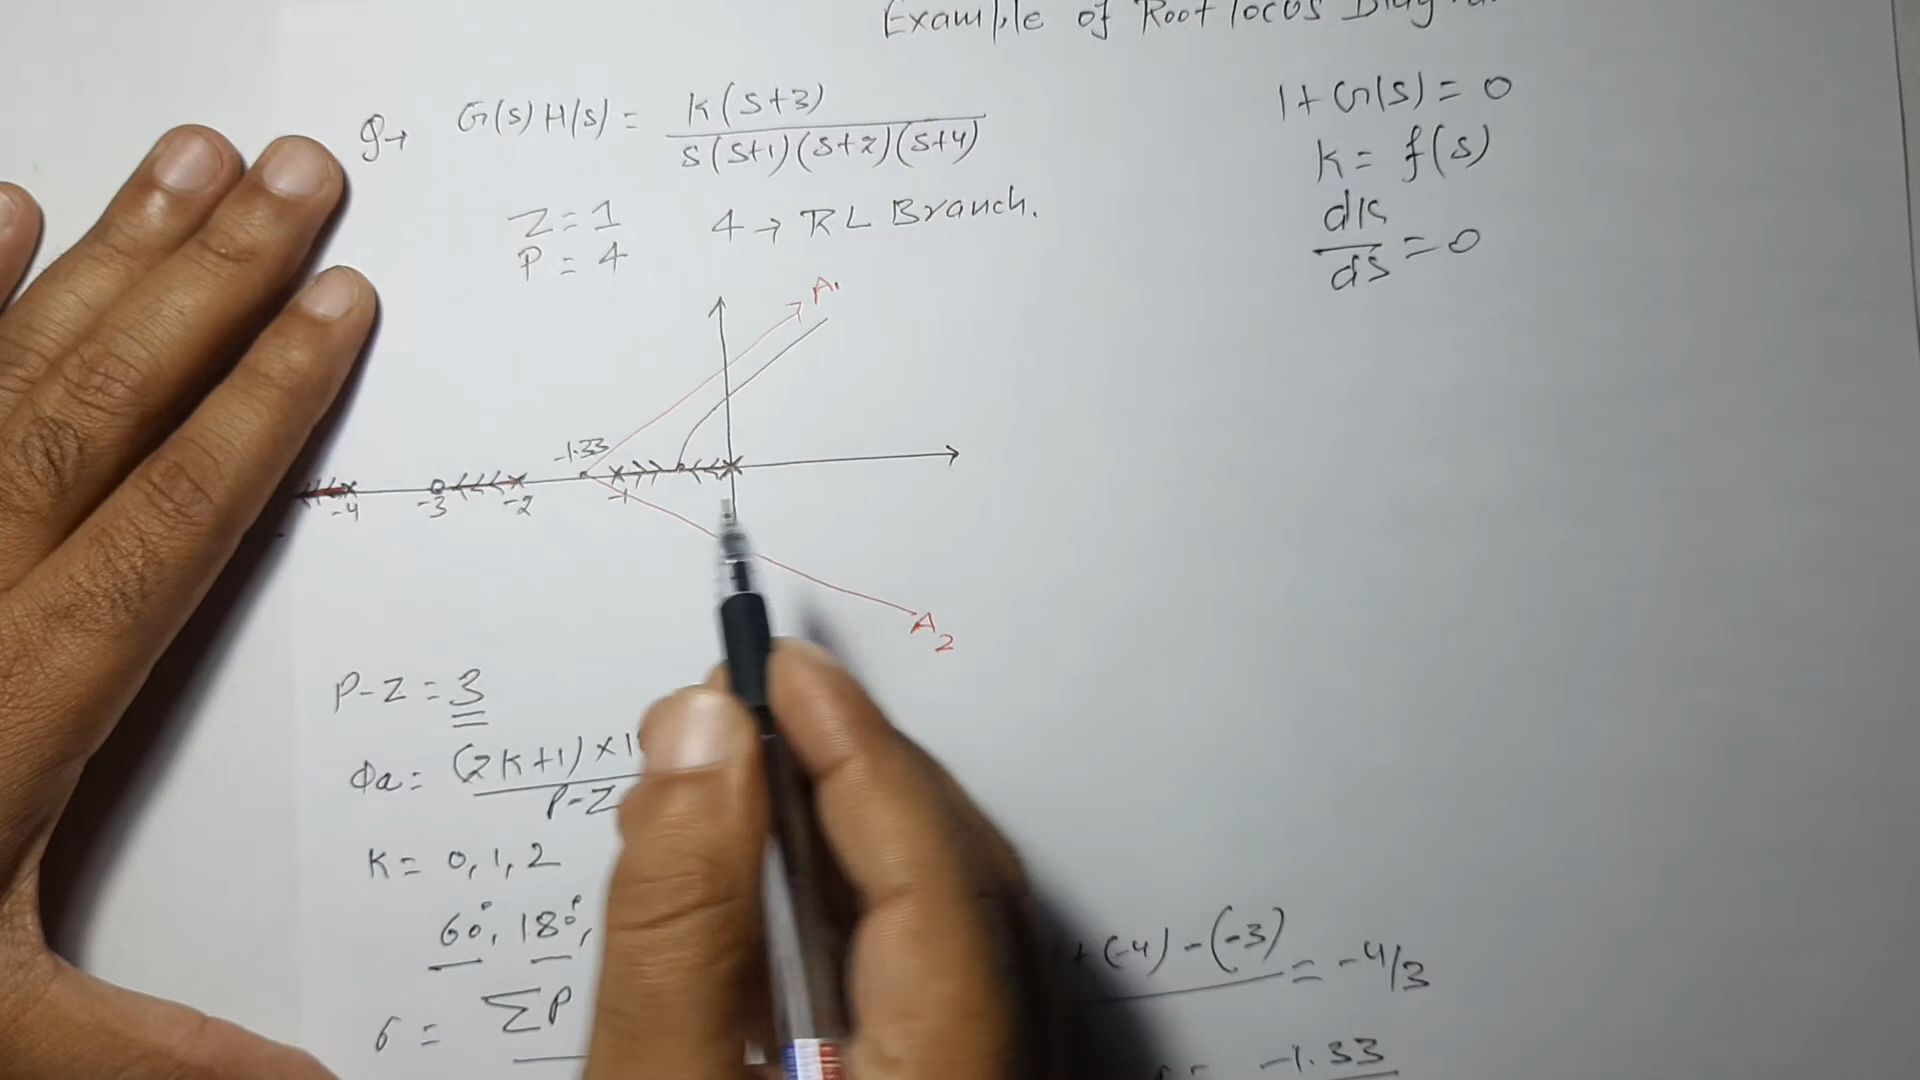 Example of Root locus Diag
Q→ G(s) H(s) = K(s+3)
s(s+1)(s+2)(s+4)
Z = 1 4 → RL Branch.
P = 4
1 + G(s) = 0
K = f(s)
dK
ds = 0
A1
-1.33
-4 -3 -2 -1
A2
P-Z = 3
Φa = (2K+1) × 1
P-Z
K = 0, 1, 2
60°, 180°,
+ (-4) - (-3) = -4/3
σ = ΣP
= -1.33